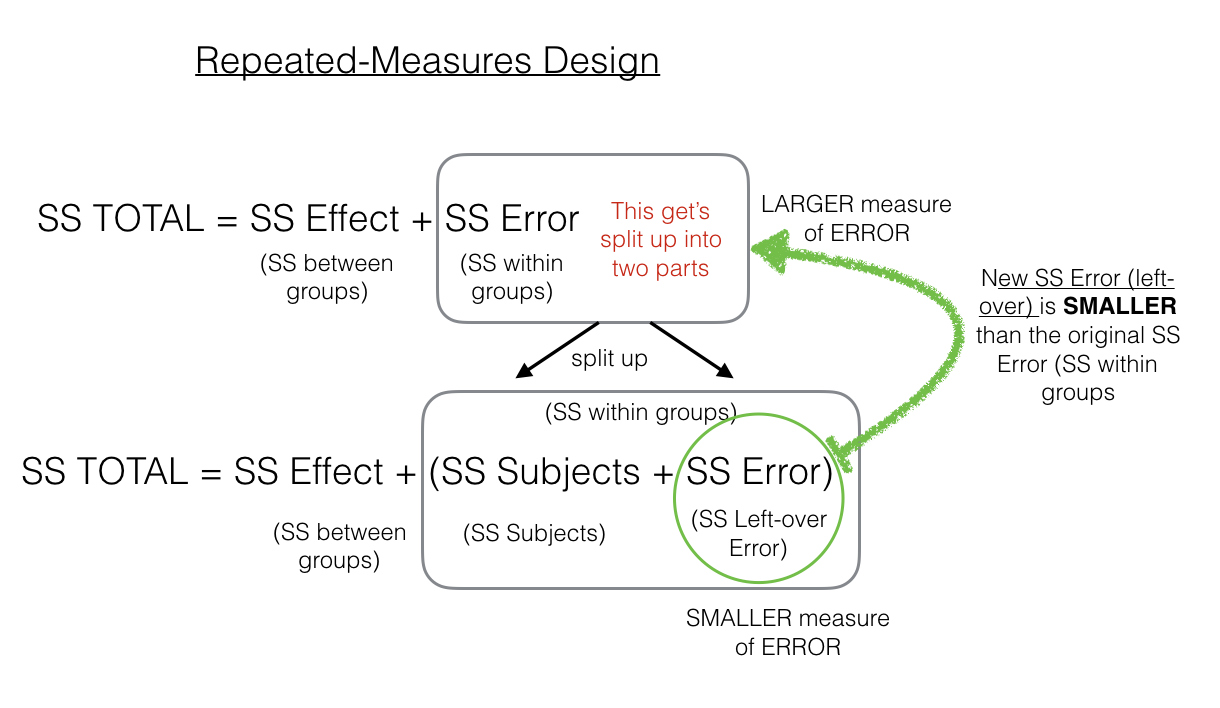 Repeated-Measures Design
SS TOTAL = SS Effect + SS Error
(SS between
groups)
(SS within
groups)
This get's
split up into
two parts
LARGER measure
of ERROR
New SS Error (left-
over) is SMALLER
than the original SS
Error (SS within
groups
split up
(SS within groups)
SS TOTAL = SS Effect + (SS Subjects + SS Error)
(SS between
groups)
(SS Subjects)
(SS Left-over
Error)
SMALLER measure
of ERROR